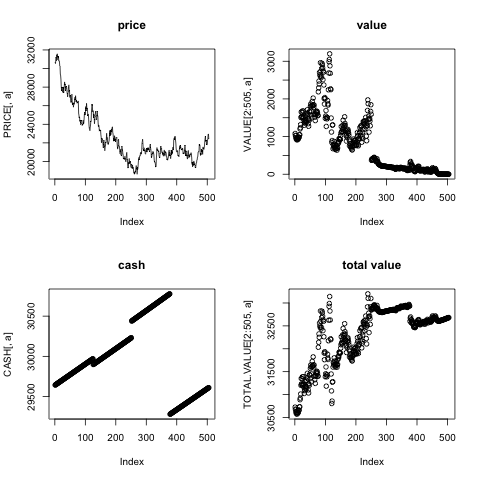 price
PRICE[, a]
32000
28000
24000
20000
0 100 200 300 400 500
Index
value
VALUE[2:505, a]
3000
2000
1000
0
0 100 200 300 400 500
Index
cash
CASH[, a]
30500
30000
29500
0 100 200 300 400 500
Index
total value
TOTAL.VALUE[2:505, a]
32500
31500
30500
0 100 200 300 400 500
Index